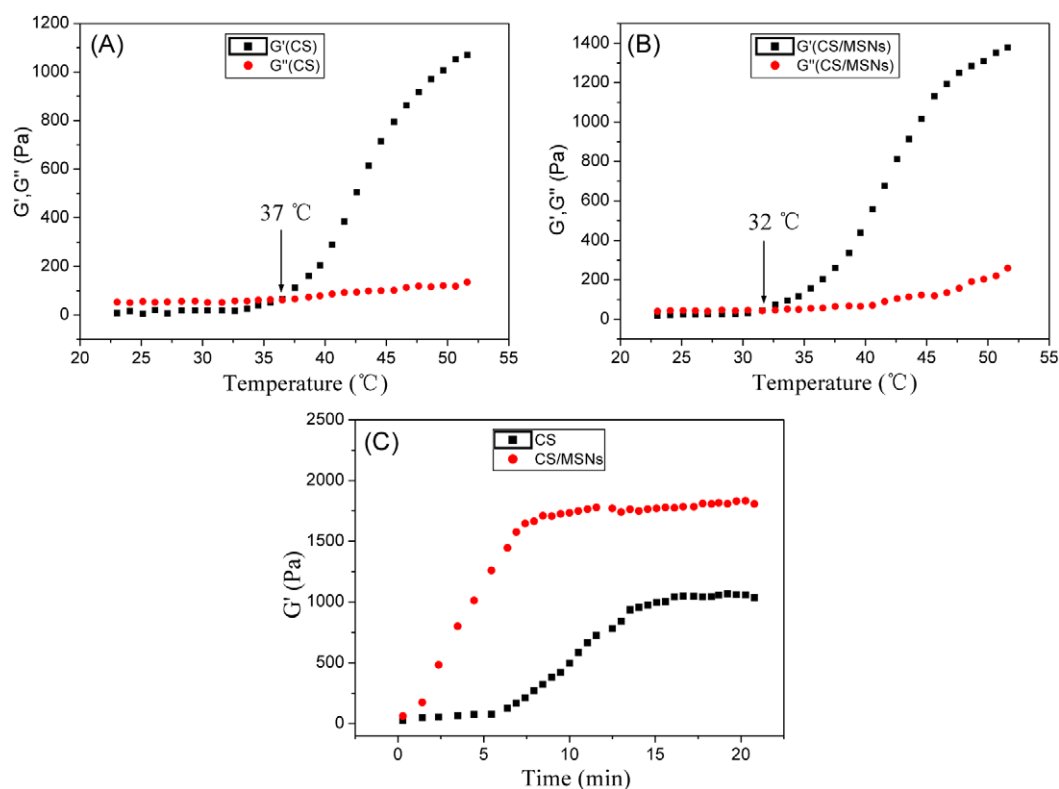 (A)
G'(CS)
G''(CS)
1200
1000
800
600
400
200
0
G',G'' (Pa)
37 ℃
20 25 30 35 40 45 50 55
Temperature (℃)
(B)
G'(CS/MSNs)
G''(CS/MSNs)
1400
1200
1000
800
600
400
200
0
G',G'' (Pa)
32 ℃
20 25 30 35 40 45 50 55
Temperature (℃)
(C)
CS
CS/MSNs
2500
2000
1500
1000
500
0
G' (Pa)
0 5 10 15 20
Time (min)